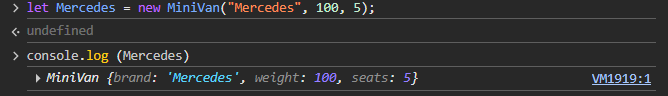 > let Mercedes = new MiniVan("Mercedes", 100, 5);
undefined
> console.log (Mercedes)
MiniVan {brand: 'Mercedes', weight: 100, seats: 5} VM1919:1